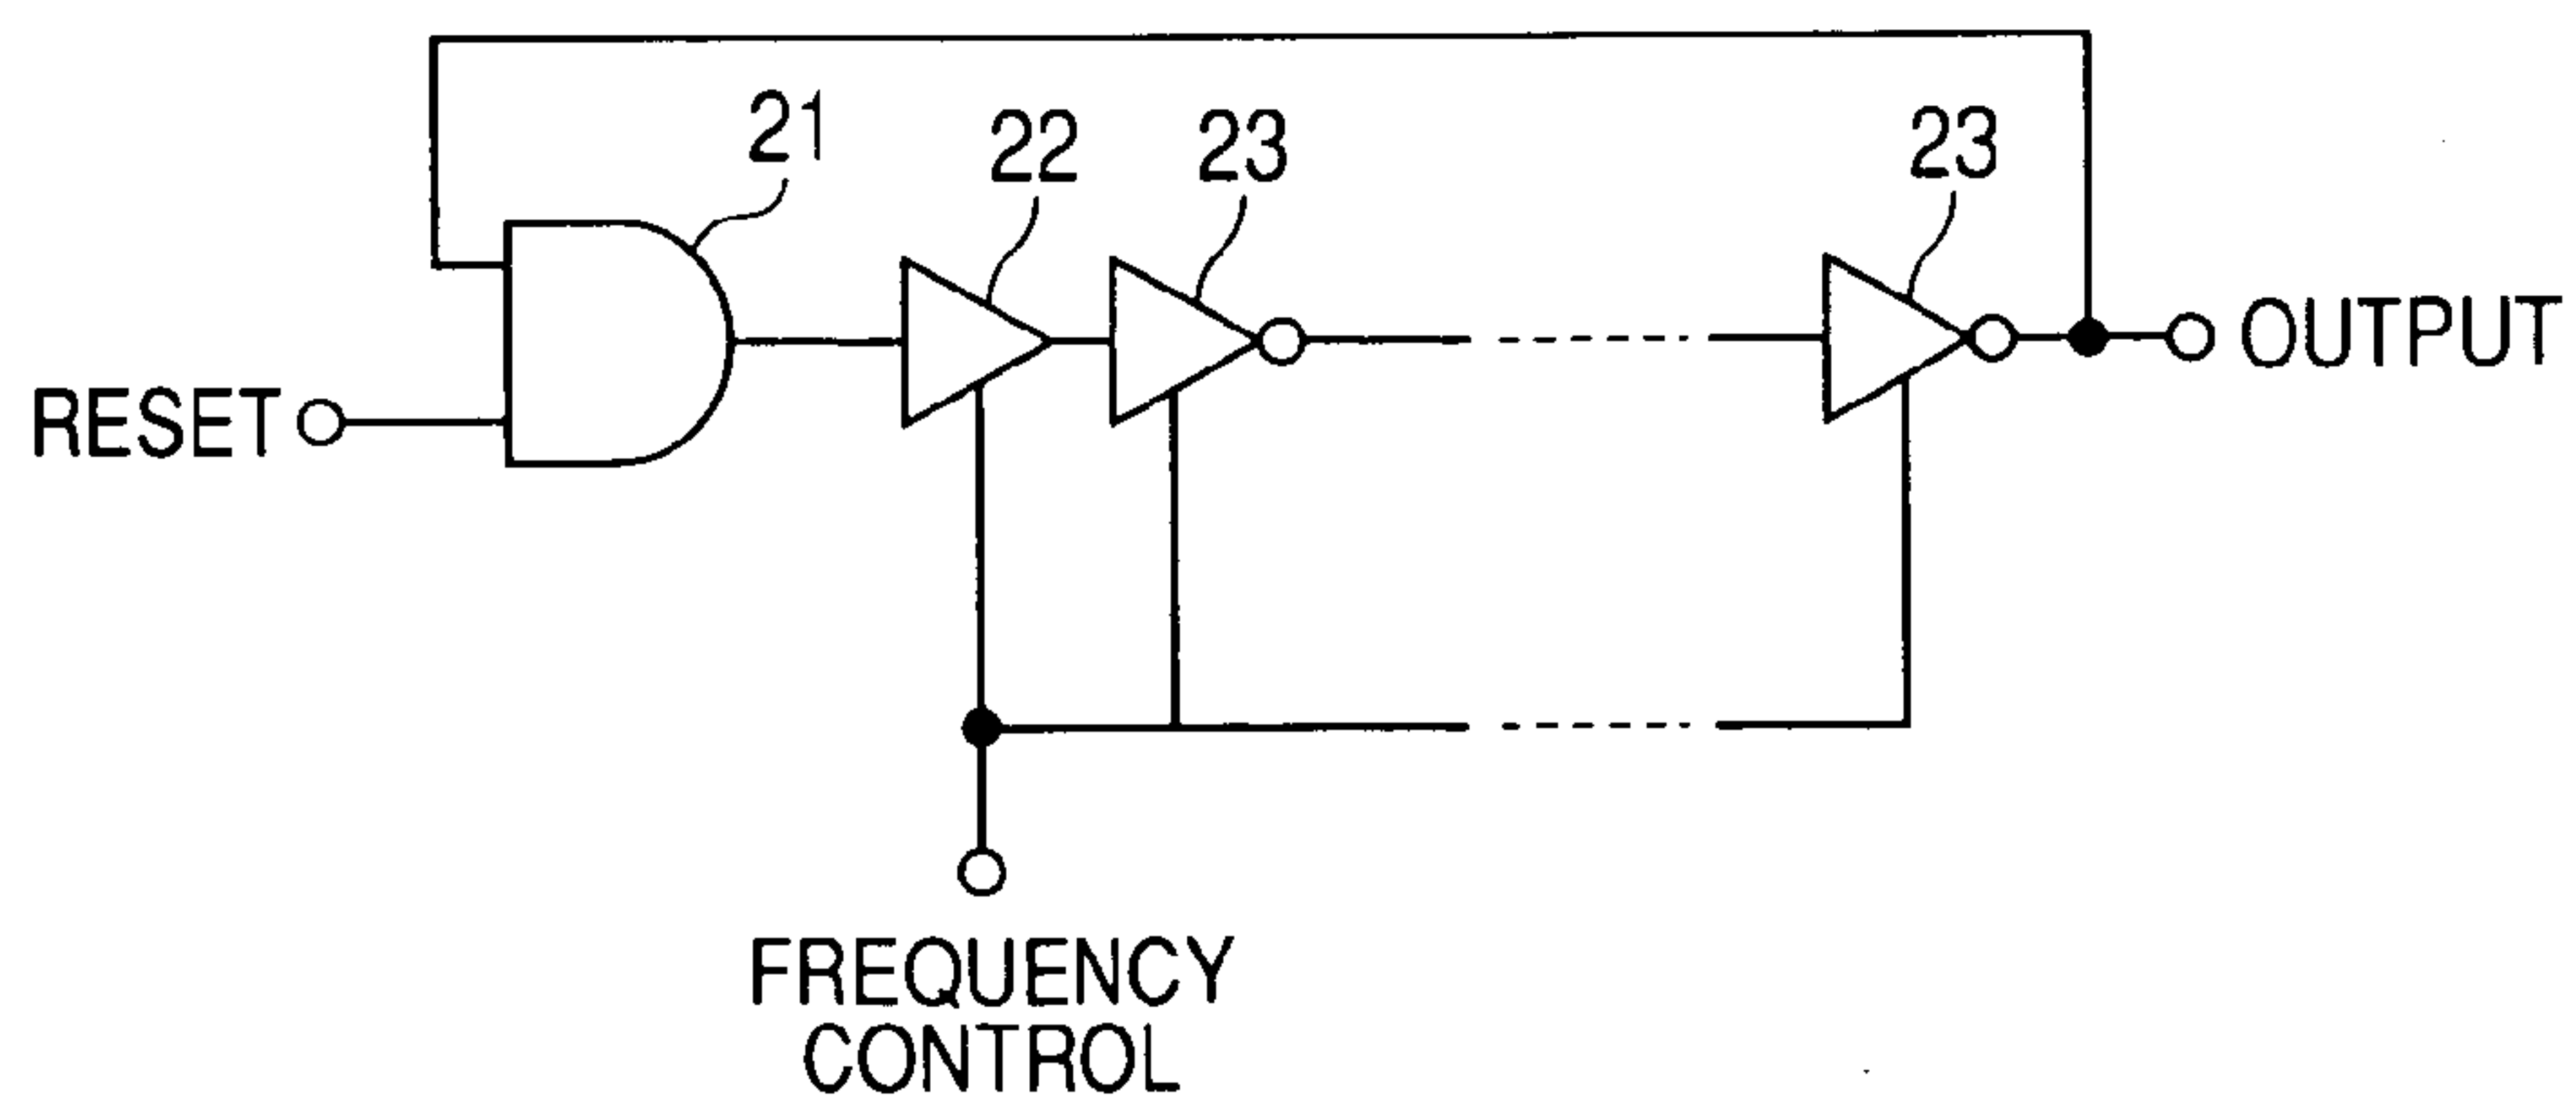 21
22
23
23
RESET
OUTPUT
FREQUENCY
CONTROL